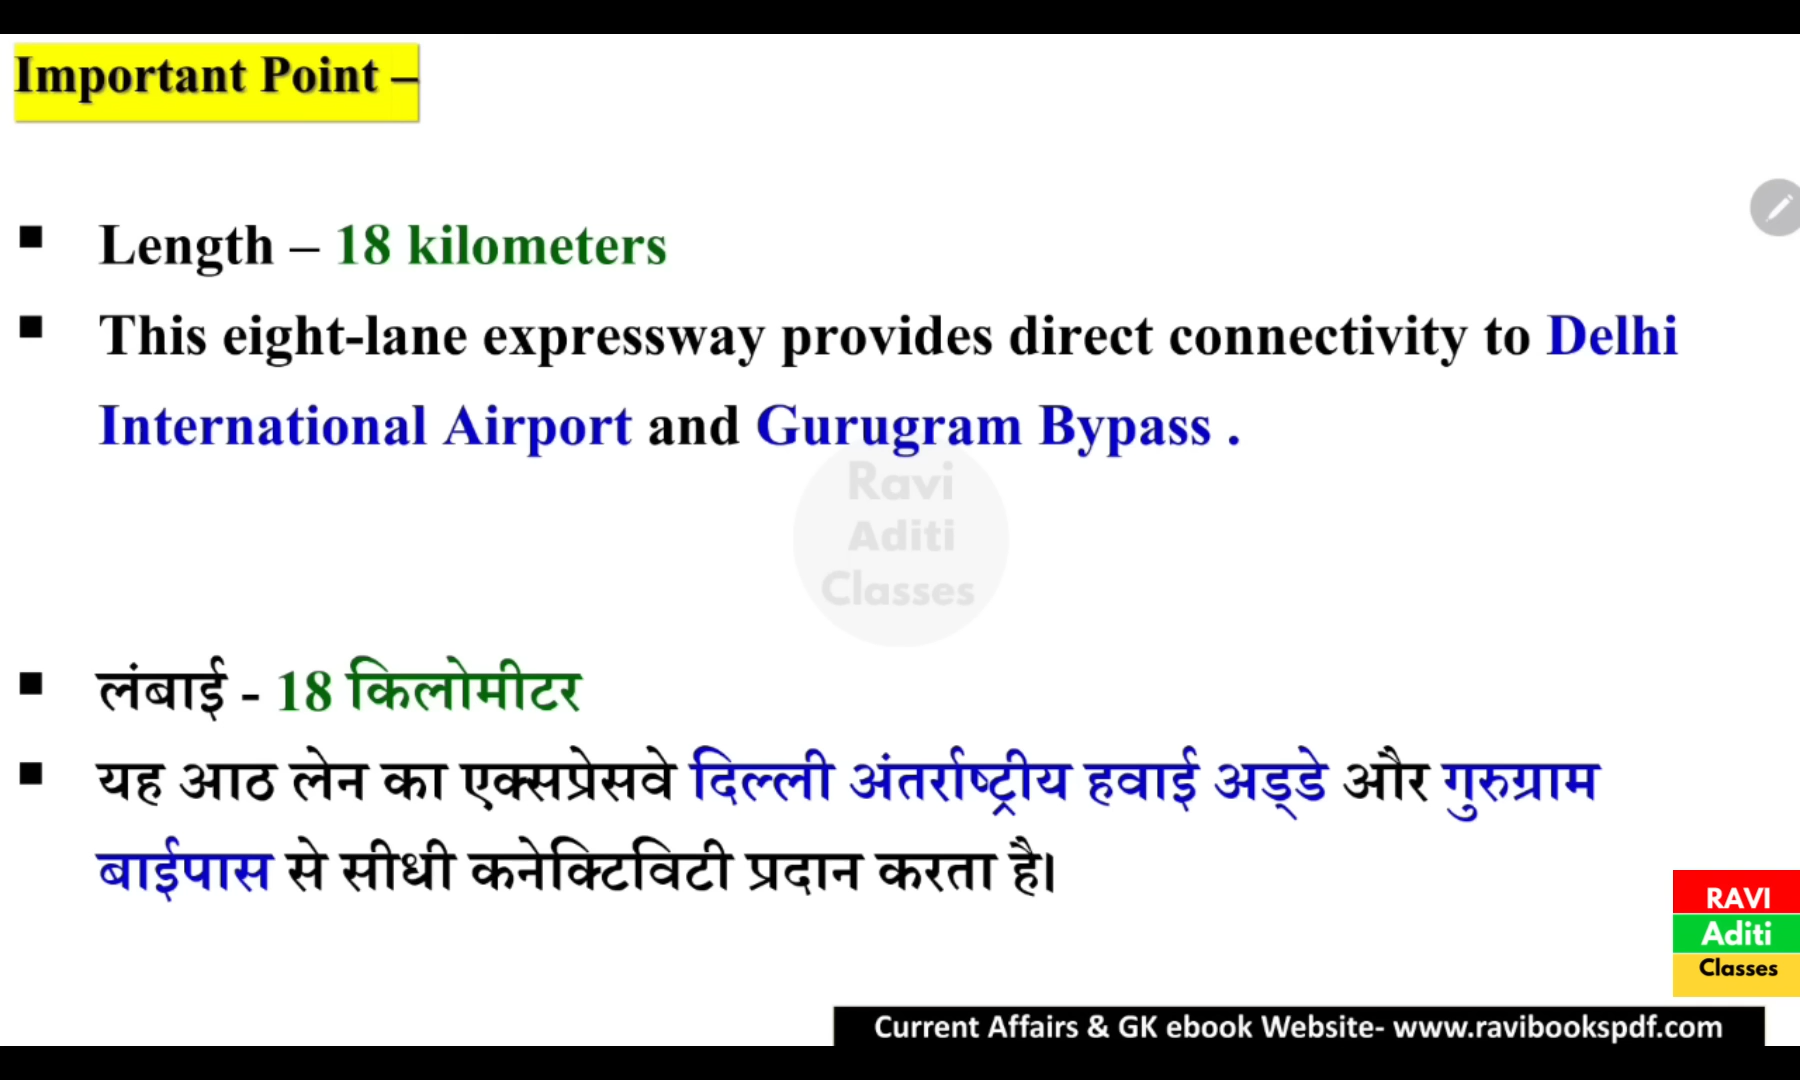 Important Point –
▪ Length – 18 kilometers
▪ This eight-lane expressway provides direct connectivity to Delhi
International Airport and Gurugram Bypass .
Ravi
Aditi
Classes
▪ लंबाई - 18 किलोमीटर
▪ यह आठ लेन का एक्सप्रेसवे दिल्ली अंतर्राष्ट्रीय हवाई अड्डे और गुरुग्राम
बाईपास से सीधी कनेक्टिविटी प्रदान करता है।
RAVI
Aditi
Classes
Current Affairs & GK ebook Website- www.ravibookspdf.com